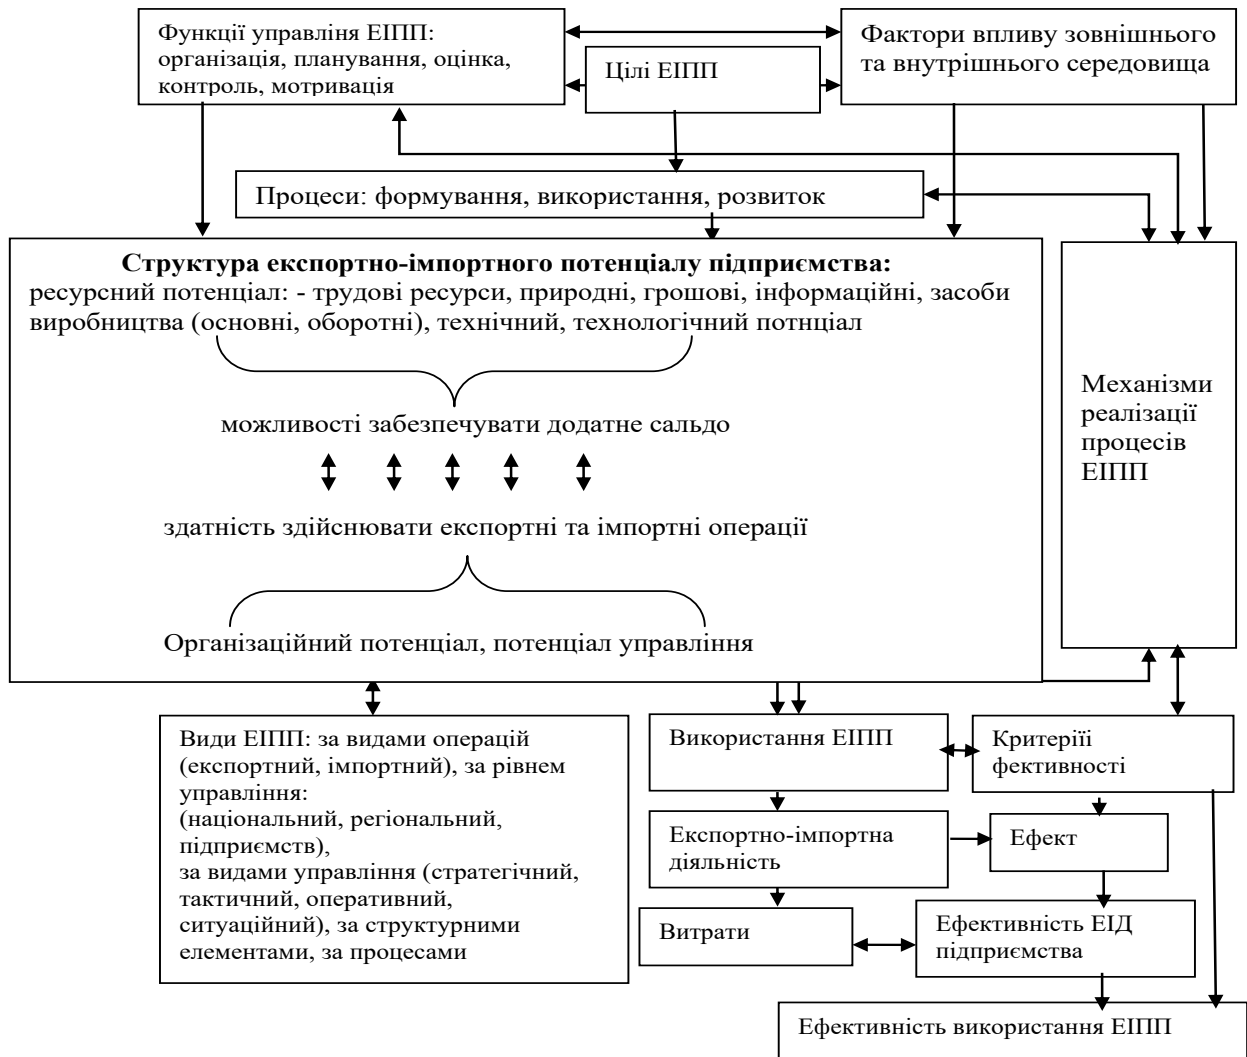 Функції управліня ЕІПП:
організація, планування, оцінка,
контроль, мотривація
Цілі ЕІПП
Фактори впливу зовнішнього
та внутрішнього середовища
Процеси: формування, використання, розвиток
Структура експортно-імпортного потенціалу підприємства:
ресурсний потенціал: - трудові ресурси, природні, грошові, інформаційні, засоби
виробництва (основні, оборотні), технічний, технологічний потнціал
можливості забезпечувати додатне сальдо
здатність здійснювати експортні та імпортні операції
Організаційний потенціал, потенціал управління
Механізми
реалізації
процесів
ЕІПП
Види ЕІПП: за видами операцій
(експортний, імпортний), за рівнем
управління:
(національний, регіональний,
підприємств),
за видами управління (стратегічний,
тактичний, оперативний,
ситуаційний), за структурними
елементами, за процесами
Використання ЕІПП
Критеріїі
фективності
Експортно-імпортна
діяльність
Ефект
Витрати
Ефективність ЕІД
підприємства
Ефективність використання ЕІПП